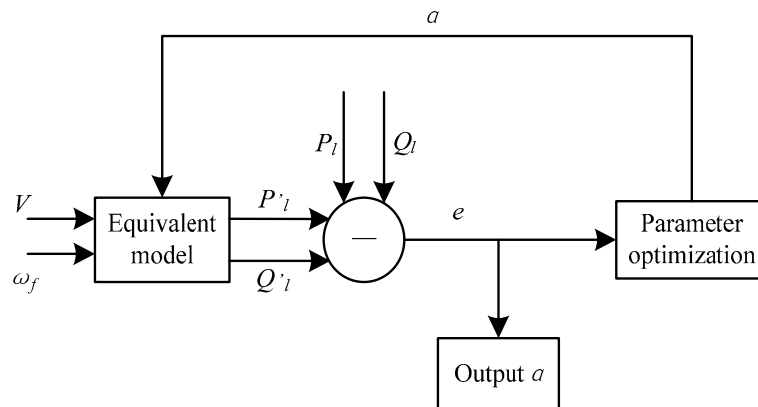 a
P_l
Q_l
V
ω_f
Equivalent
model
P'_l
Q'_l
—
e
Parameter
optimization
Output a